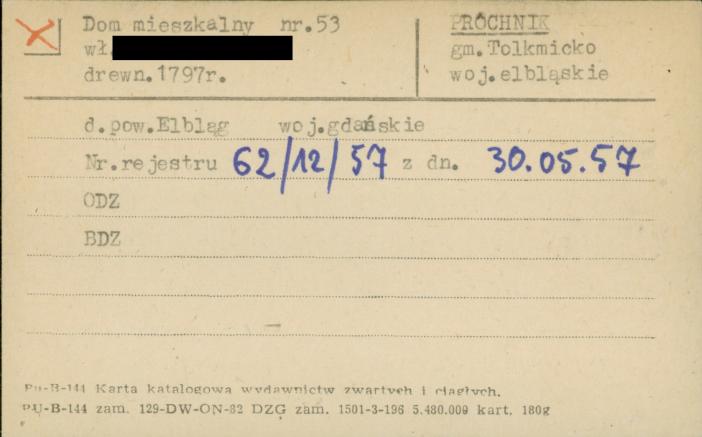 Dom mieszkalny nr.53
wł.
drewn.1797r.
PRÓCHNIK
gm.Tolkmicko
woj.elbląskie
d.pow.Elbląg woj.gdańskie
Nr.rejestru 62/12/57 z dn. 30.05.57
ODZ
BDZ
PU-B-144 Karta katalogowa wydawnictw zwartych i ciągłych.
PU-B-144 zam. 129-DW-ON-82 DZG zam. 1501-3-196 5.480.000 kart. 180g